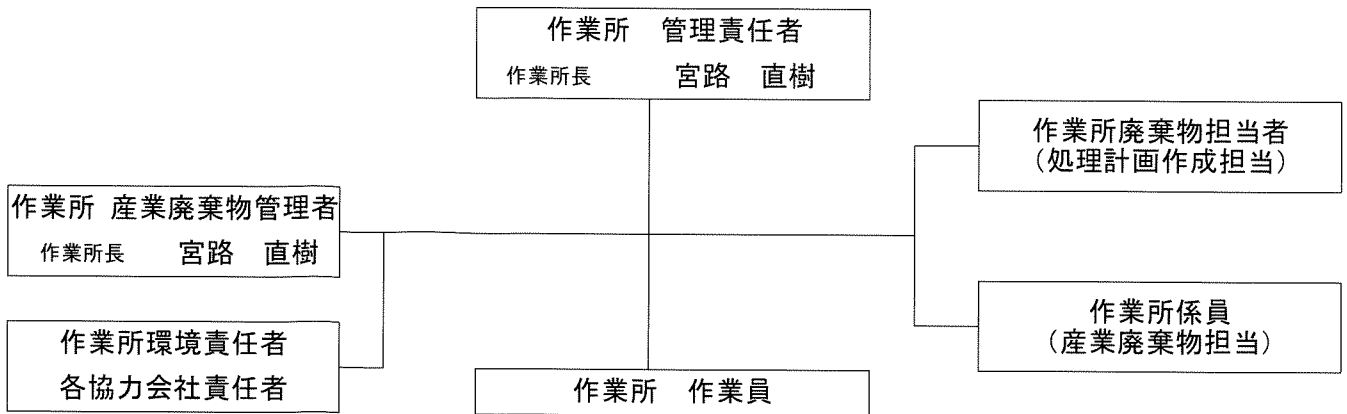 作業所　管理責任者
作業所長　宮路　直樹
作業所廃棄物担当者
（処理計画作成担当）
作業所 産業廃棄物管理者
作業所長　宮路　直樹
作業所係員
（産業廃棄物担当）
作業所環境責任者
各協力会社責任者
作業所　作業員